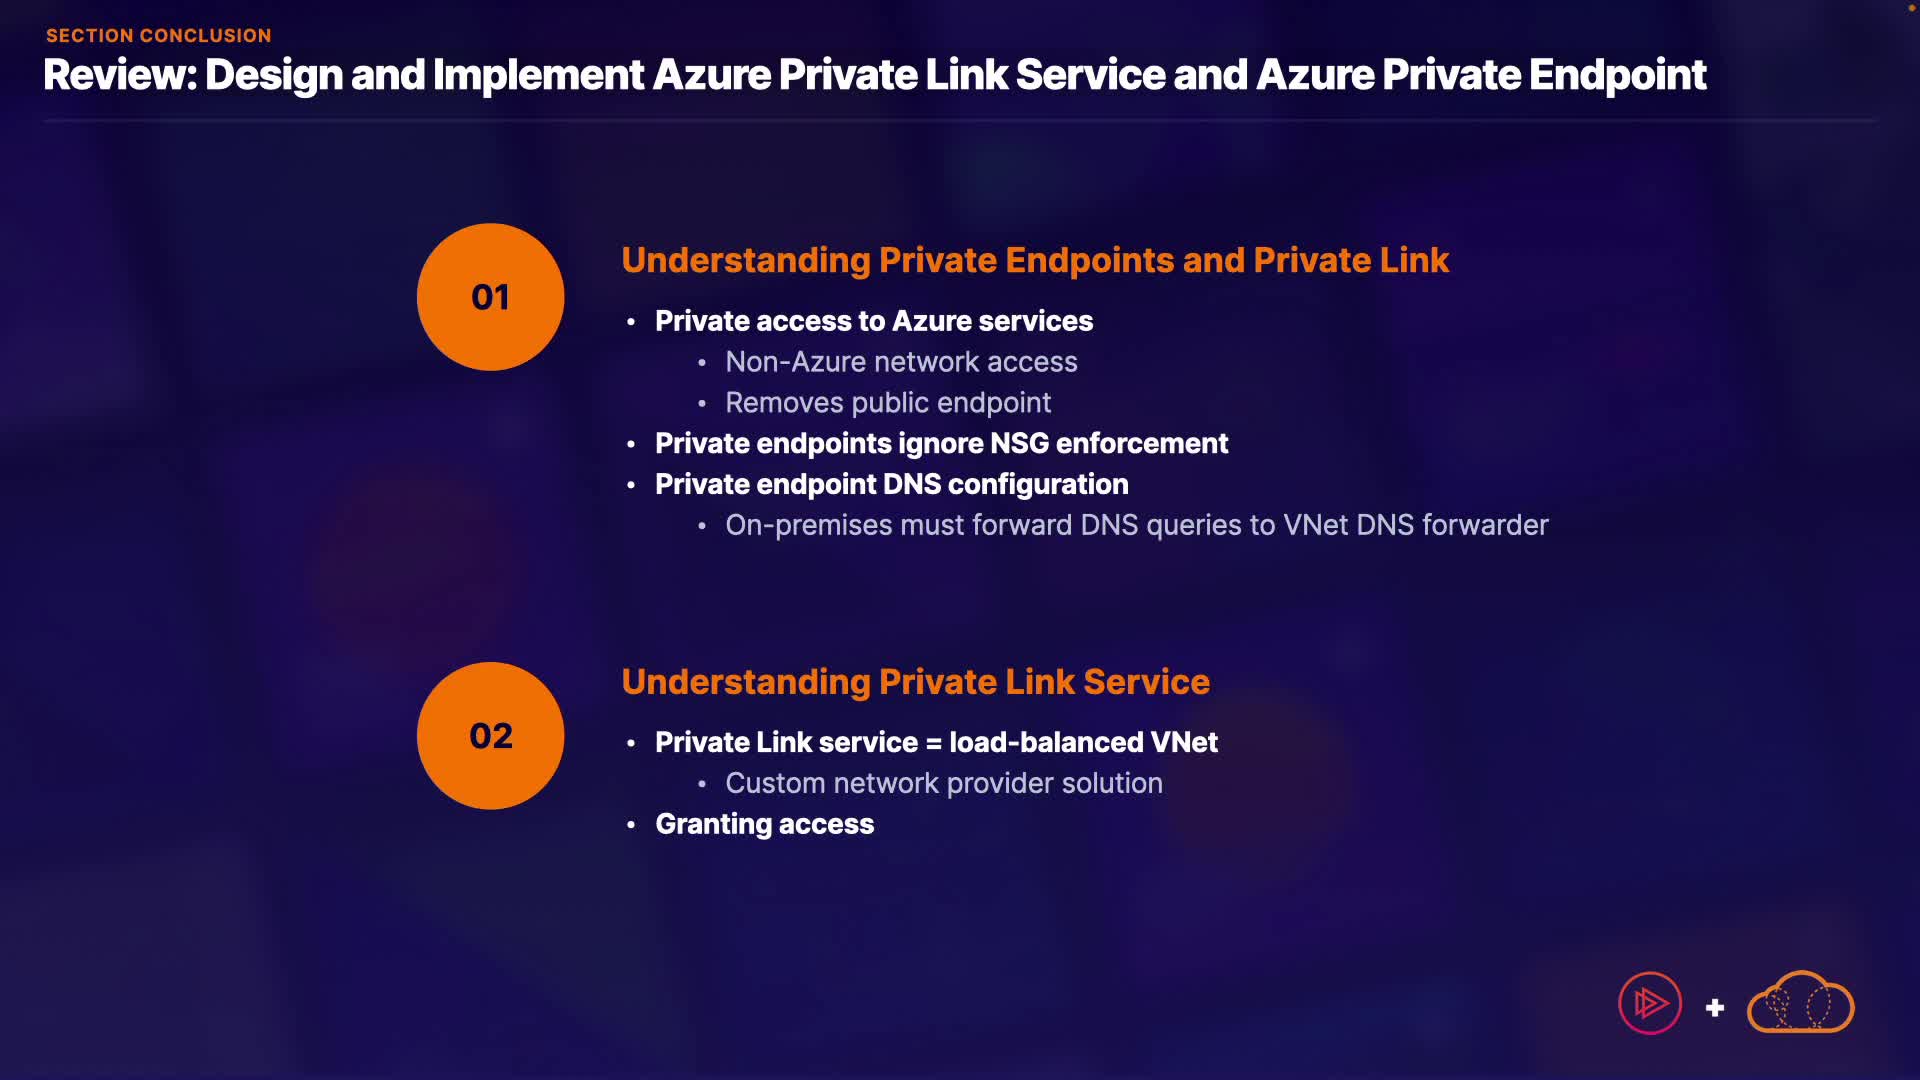 SECTION CONCLUSION
Review: Design and Implement Azure Private Link Service and Azure Private Endpoint
01
Understanding Private Endpoints and Private Link
• Private access to Azure services
• Non-Azure network access
• Removes public endpoint
• Private endpoints ignore NSG enforcement
• Private endpoint DNS configuration
• On-premises must forward DNS queries to VNet DNS forwarder
02
Understanding Private Link Service
• Private Link service = load-balanced VNet
• Custom network provider solution
• Granting access
+